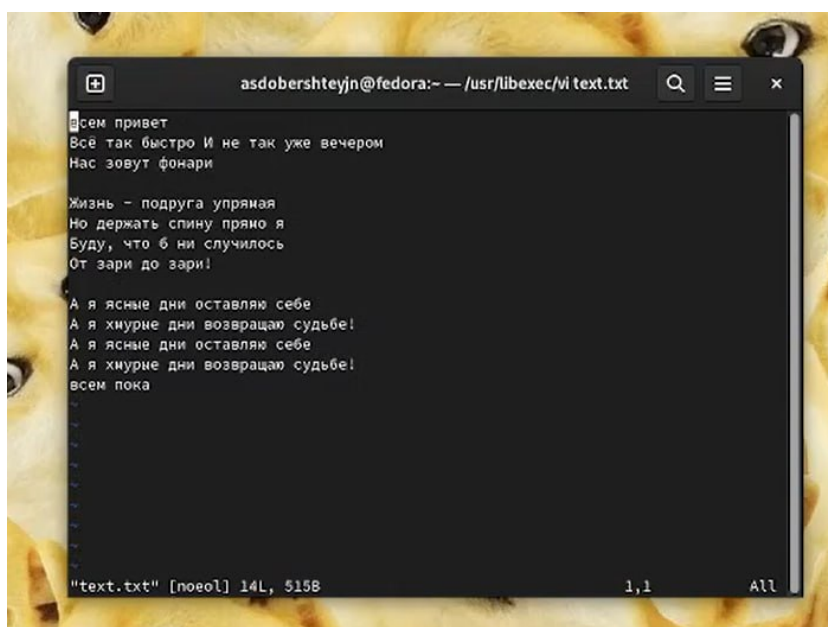 asdobershteyjn@fedora:~ — /usr/libexec/vi text.txt
всем привет
Всё так быстро И не так уже вечером
Нас зовут фонари
Жизнь - подруга упрямая
Но держать спину прямо я
Буду, что б ни случилось
От зари до зари!
А я ясные дни оставляю себе
А я хмурые дни возвращаю судьбе!
А я ясные дни оставляю себе
А я хмурые дни возвращаю судьбе!
всем пока
~
~
~
~
~
~
~
~
~
"text.txt" [noeol] 14L, 515B 1,1 All